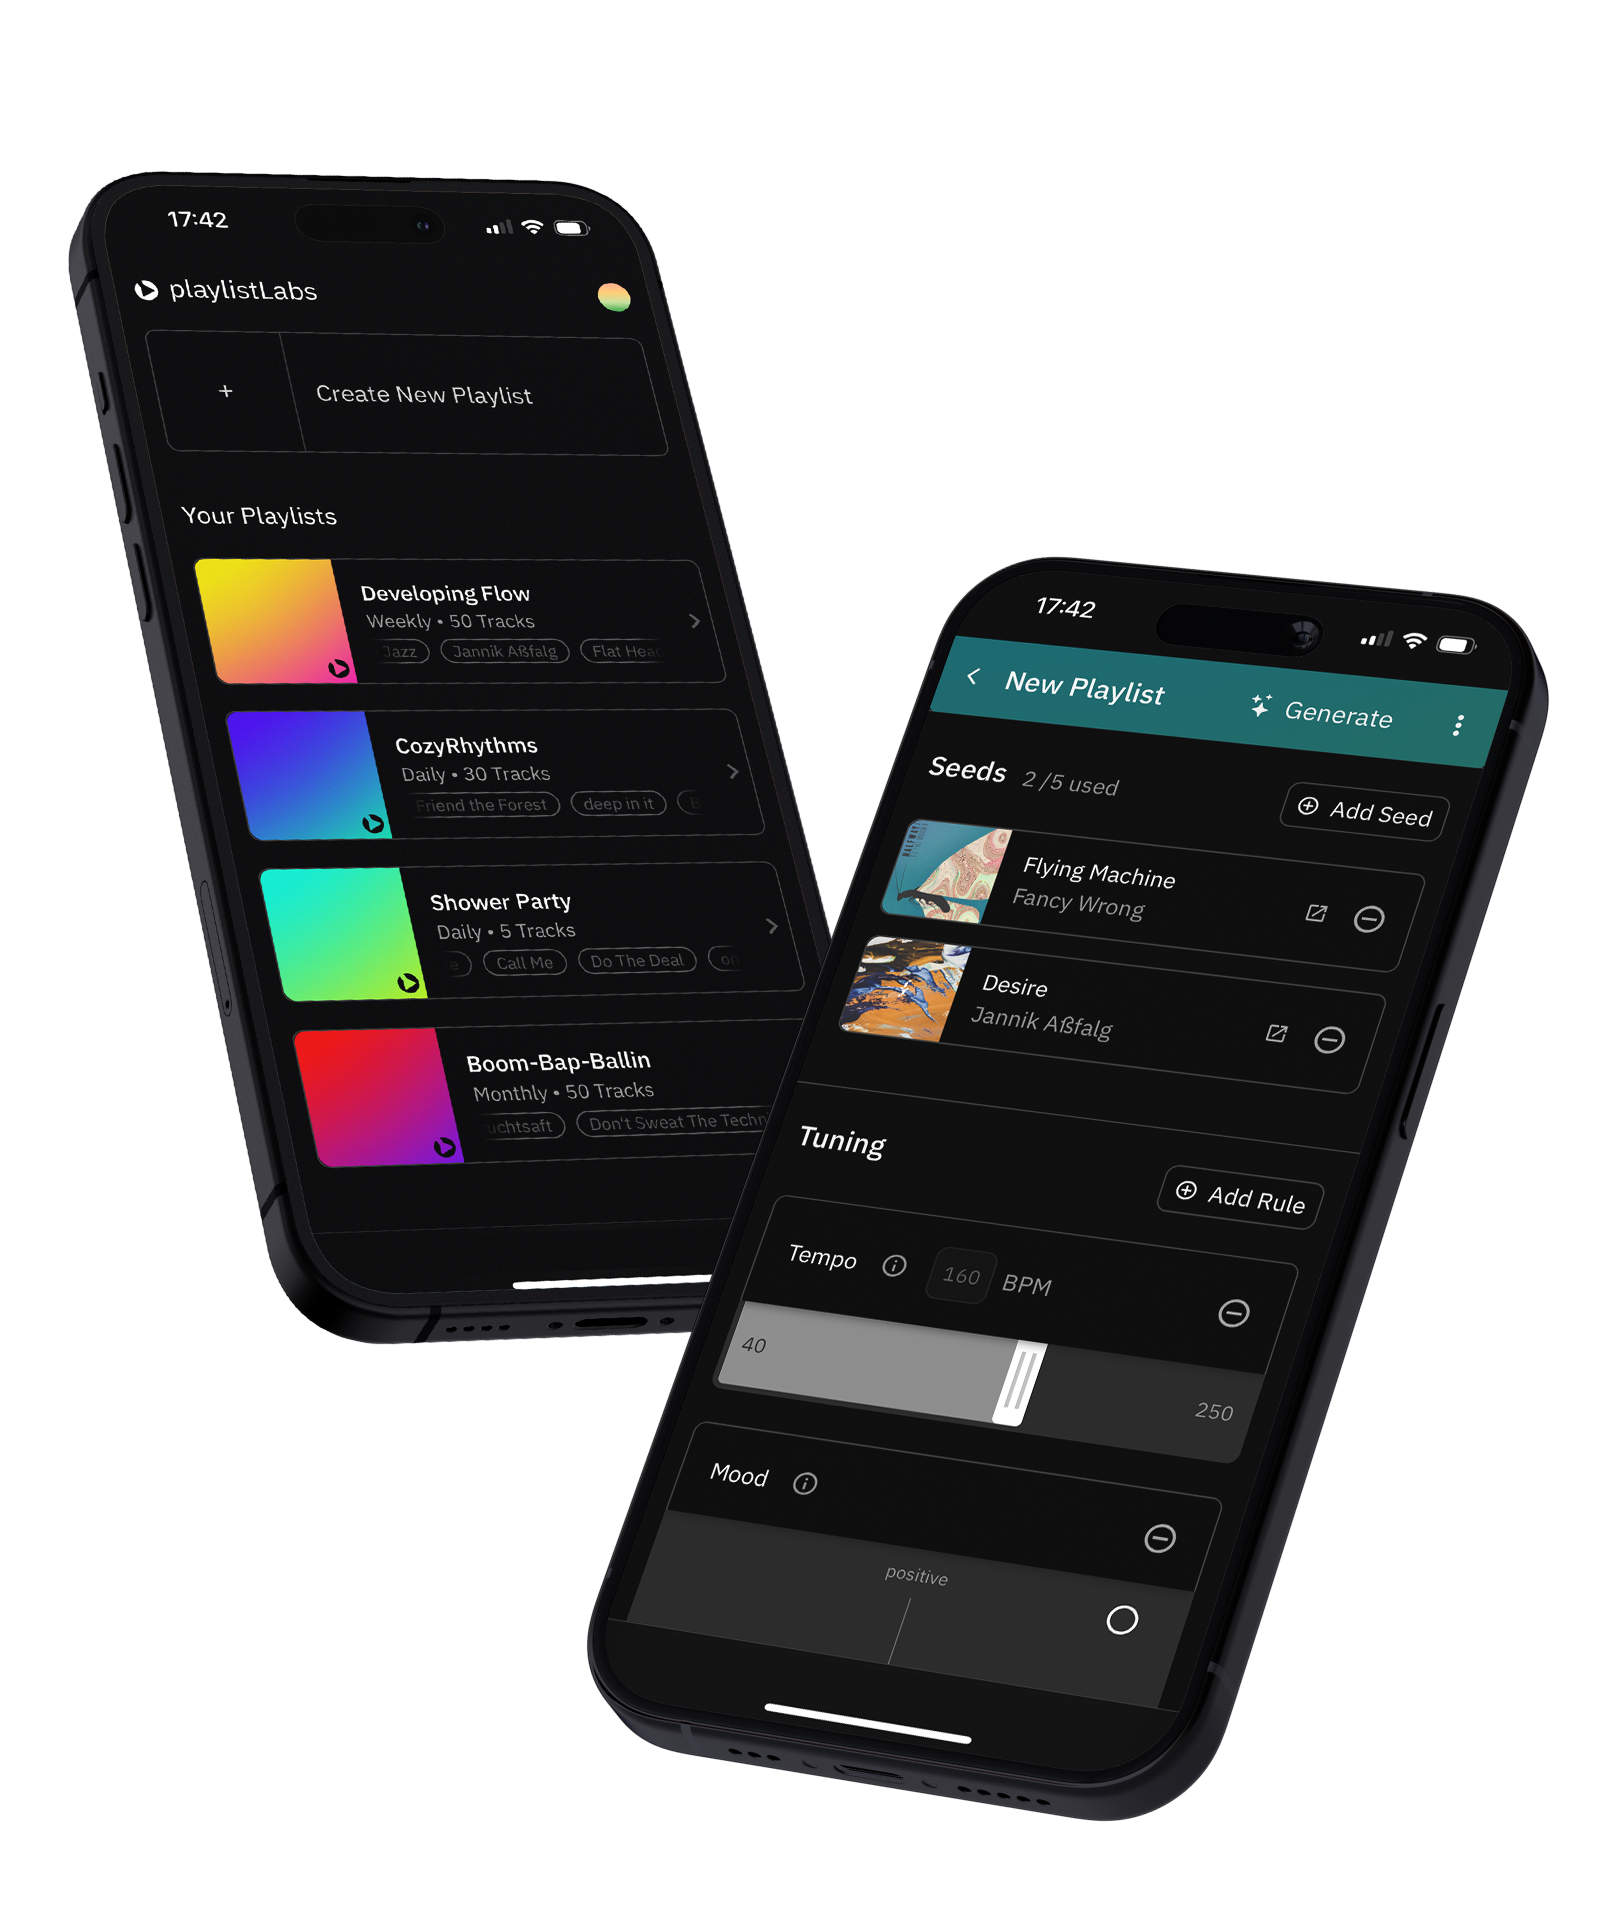 17:42
playlistLabs
+
Create New Playlist
Your Playlists
Developing Flow
Weekly • 50 Tracks
Jazz
Jannik Aßfalg
Flat Head
CozyRhythms
Daily • 30 Tracks
Friend the Forest
deep in it
B
Shower Party
Daily • 5 Tracks
e
Call Me
Do The Deal
on
Boom-Bap-Ballin
Monthly • 50 Tracks
uchtsaft
Don't Sweat The Techni
17:42
New Playlist
Generate
Seeds 2 /5 used
Add Seed
Flying Machine
Fancy Wrong
Desire
Jannik Aßfalg
Tuning
Add Rule
Tempo
160
BPM
40
250
Mood
positive